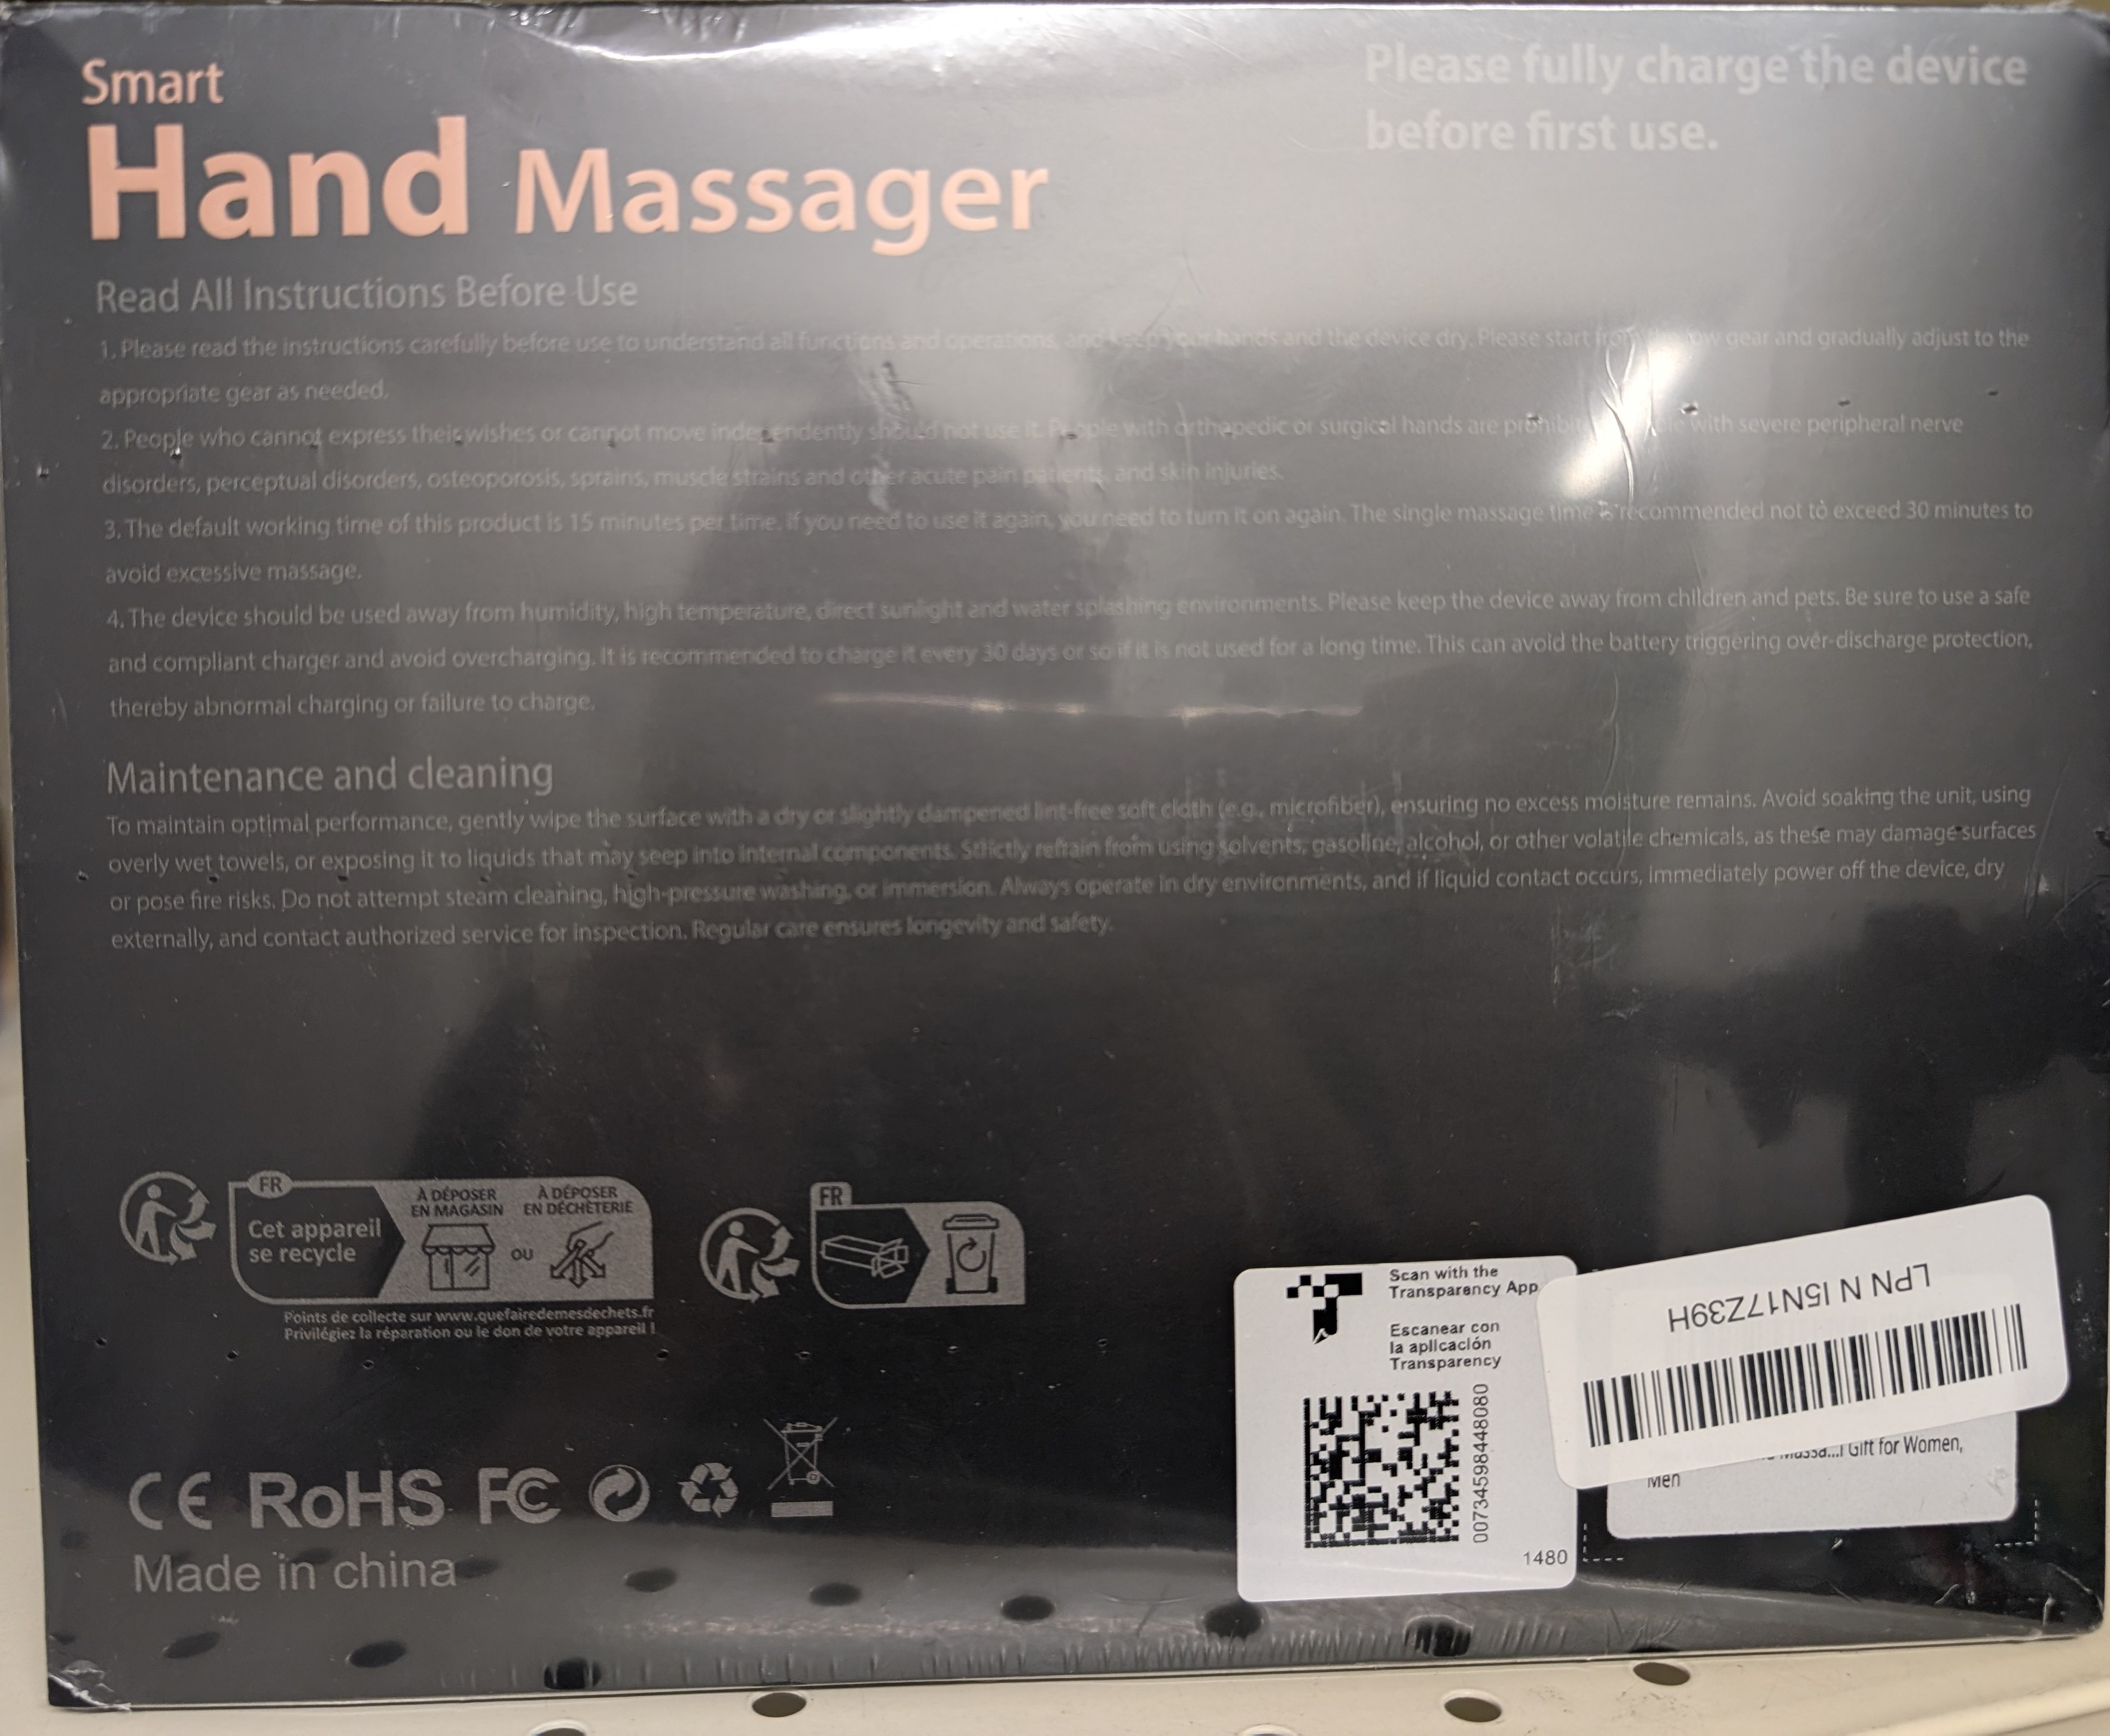 Smart
Hand Massager
Please fully charge the device
before first use.
Read All Instructions Before Use
1. Please read the instructions carefully before use to understand all functions and operations, and keep your hands and the device dry. Please start gear and gradually adjust to the
appropriate gear as needed.
2. People who cannot express their wishes or cannot move independently should not use it. People with orthopedic or surgical hands are with severe peripheral nerve
disorders, perceptual disorders, osteoporosis, sprains, muscle strains and other acute pain patients, and skin injuries.
3. The default working time of this product is 15 minutes per time. If you need to use it again, you need to turn it on again. The single massage time is recommended not to exceed 30 minutes to
avoid excessive massage.
4. The device should be used away from humidity, high temperature, direct sunlight and water splashing environments. Please keep the device away from children and pets. Be sure to use a safe
and compliant charger and avoid overcharging. It is recommended to charge it every 30 days or so if it is not used for a long time. This can avoid the battery triggering over-discharge protection,
thereby abnormal charging or failure to charge.
Maintenance and cleaning
To maintain optimal performance, gently wipe the surface with a dry or slightly dampened lint-free soft cloth (e.g., microfiber), ensuring no excess moisture remains. Avoid soaking the unit, using
overly wet towels, or exposing it to liquids that may seep into internal components. Strictly refrain from using solvents, gasoline, alcohol, or other volatile chemicals, as these may damage surfaces
or pose fire risks. Do not attempt steam cleaning, high-pressure washing, or immersion. Always operate in dry environments, and if liquid contact occurs, immediately power off the device, dry
externally, and contact authorized service for inspection. Regular care ensures longevity and safety.
FR
Cet appareil
se recycle
À DÉPOSER
EN MAGASIN
OU
À DÉPOSER
EN DÉCHÈTERIE
Points de collecte sur www.quefairedemesdechets.fr
Privilégiez la réparation ou le don de votre appareil !
FR
CE RoHS FC
Made in china
Scan with the
Transparency App
Escanear con
la aplicación
Transparency
0073459844808​0
1480
LPN N I5N17Z39H
Gift for Women,
Men